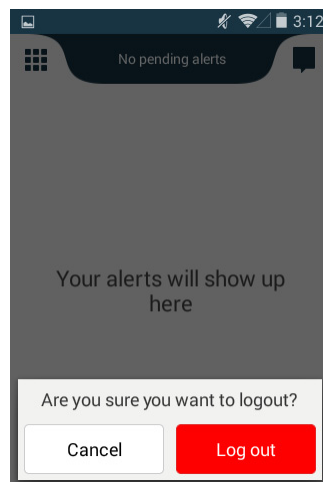 3:12
No pending alerts
Your alerts will show up
here
Are you sure you want to logout?
Cancel
Log out